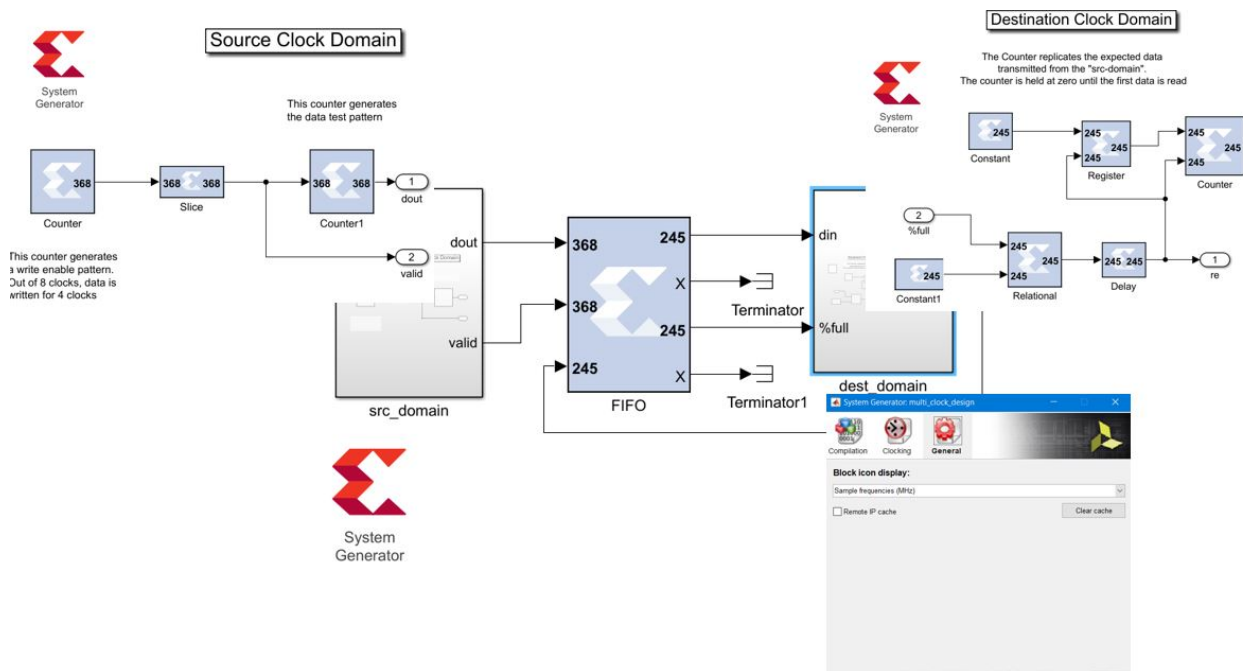 Source Clock Domain
System
Generator
This counter generates
the data test pattern
368
Counter
368 368
Slice
368 368
Counter1
1
dout
2
valid
This counter generates
a write enable pattern.
Out of 8 clocks, data is
written for 4 clocks
dout
valid
src_domain
368
368
245
245
X
245
X
FIFO
Terminator
Terminator1
din
%full
dest_domain
System
Generator
Destination Clock Domain
The Counter replicates the expected data
transmitted from the "src-domain".
The counter is held at zero until the first data is read
System
Generator
245
Constant
245
245
245
Register
245
245
245
Counter
2
%full
245
Constant1
245
245
245
Relational
245 245
Delay
1
re
System Generator: multi_clock_design
Compilation Clocking General
Block icon display:
Sample frequencies (MHz)
Remote IP cache
Clear cache